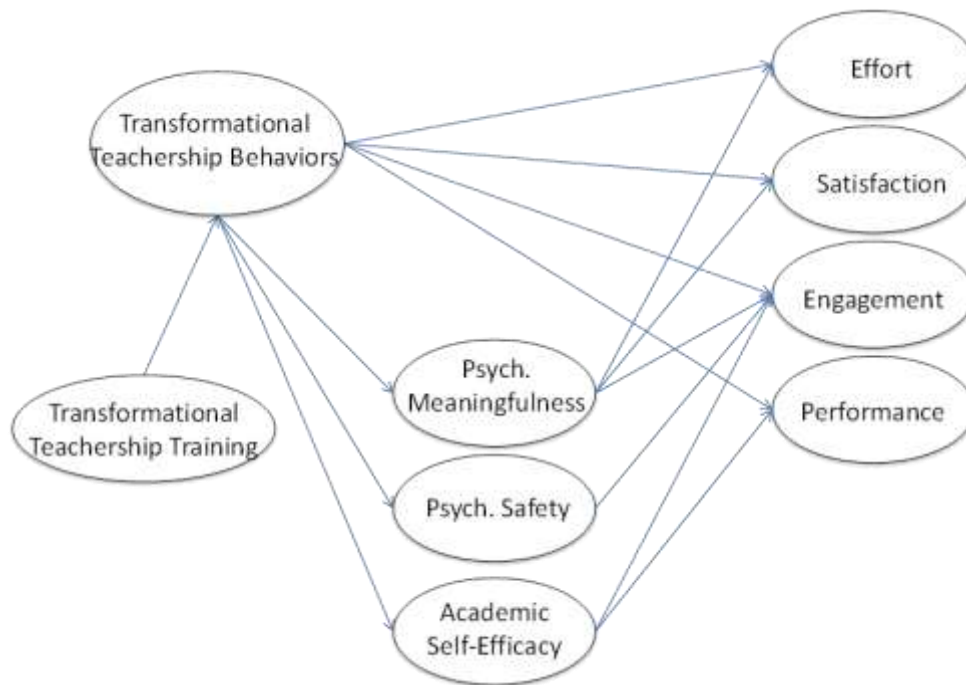 Effort
Transformational
Teachership Behaviors
Satisfaction
Engagement
Psych.
Meaningfulness
Performance
Transformational
Teachership Training
Psych. Safety
Academic
Self-Efficacy